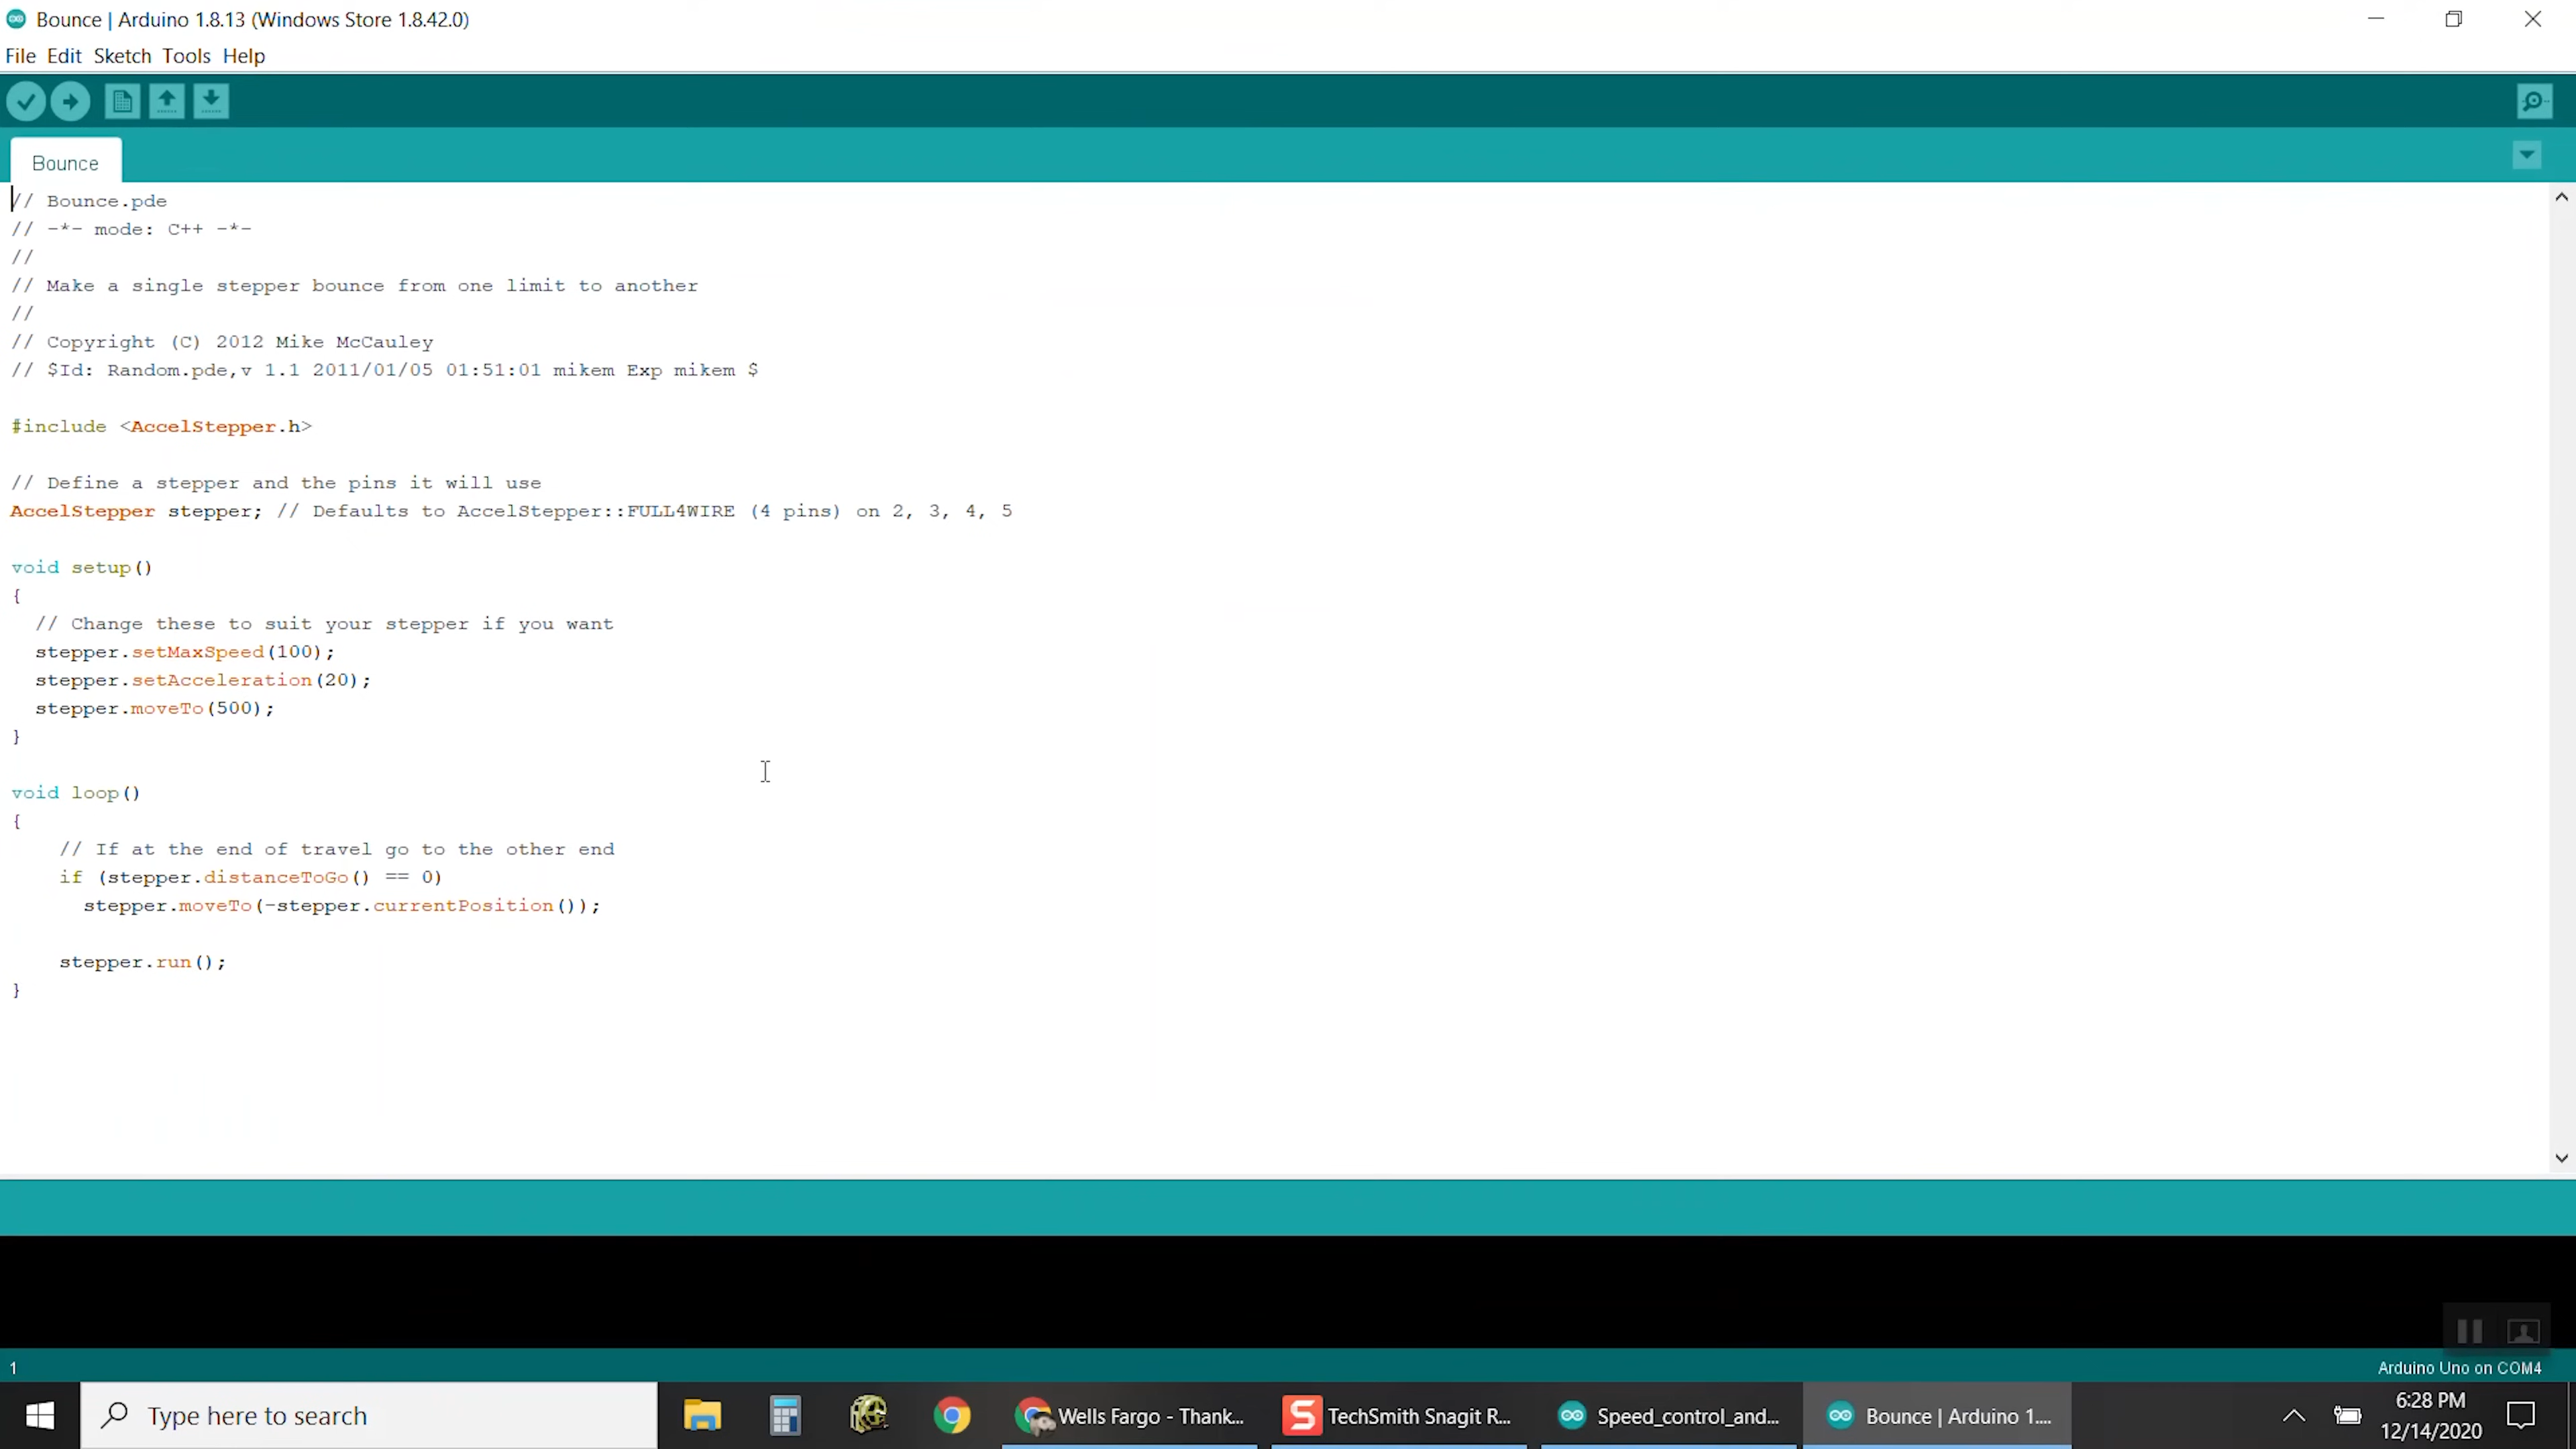 Bounce | Arduino 1.8.13 (Windows Store 1.8.42.0)
File Edit Sketch Tools Help
Bounce
// Bounce.pde
// -*- mode: C++ -*-
//
// Make a single stepper bounce from one limit to another
//
// Copyright (C) 2012 Mike McCauley
// $Id: Random.pde,v 1.1 2011/01/05 01:51:01 mikem Exp mikem $
#include <AccelStepper.h>
// Define a stepper and the pins it will use
AccelStepper stepper; // Defaults to AccelStepper::FULL4WIRE (4 pins) on 2, 3, 4, 5
void setup()
{
// Change these to suit your stepper if you want
stepper.setMaxSpeed(100);
stepper.setAcceleration(20);
stepper.moveTo(500);
}
void loop()
{
// If at the end of travel go to the other end
if (stepper.distanceToGo() == 0)
stepper.moveTo(-stepper.currentPosition());
stepper.run();
}
1
Arduino Uno on COM4
Type here to search
Wells Fargo - Thank...
S TechSmith Snagit R...
Speed_control_and...
Bounce | Arduino 1....
6:28 PM
12/14/2020